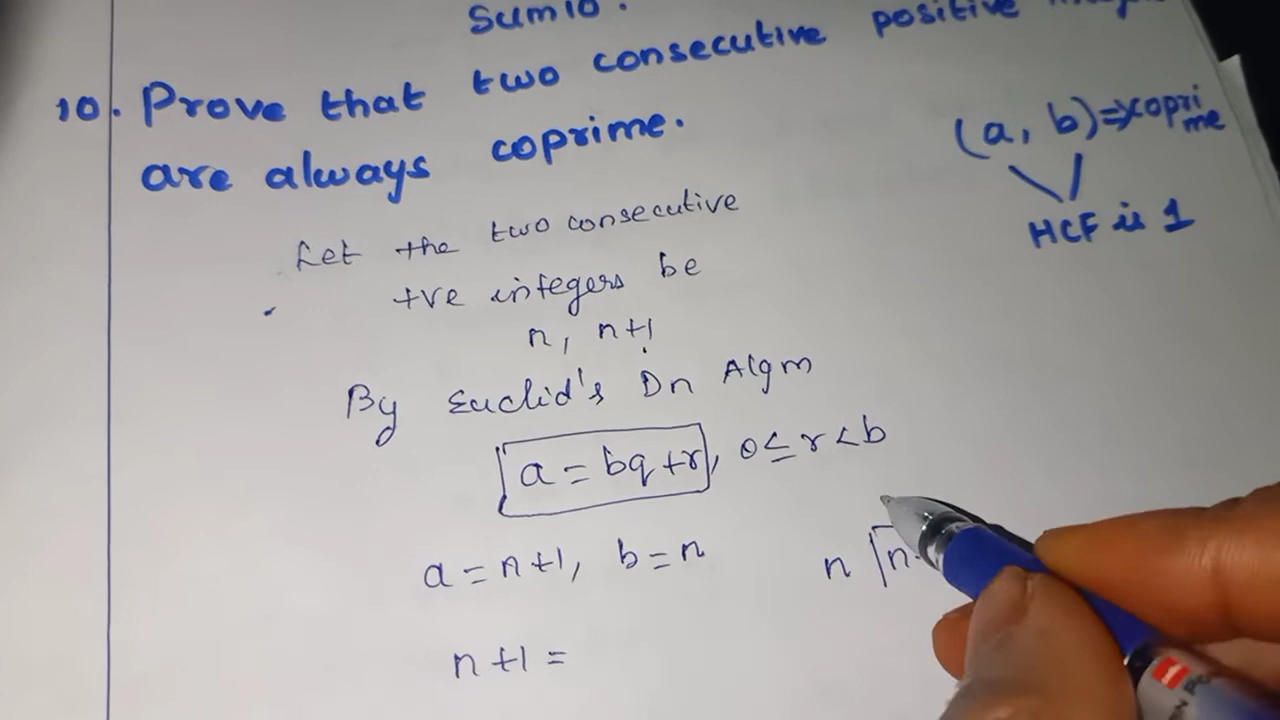 Sum10.
10. Prove that two consecutive positive
are always coprime.
(a, b) ⇒ coprime
HCF is 1
Let the two consecutive
+ve integers be
n, n+1
By Euclid's Dn Algm
a = bq + r, 0 ≤ r < b
a = n+1, b = n
n n
n+1 =